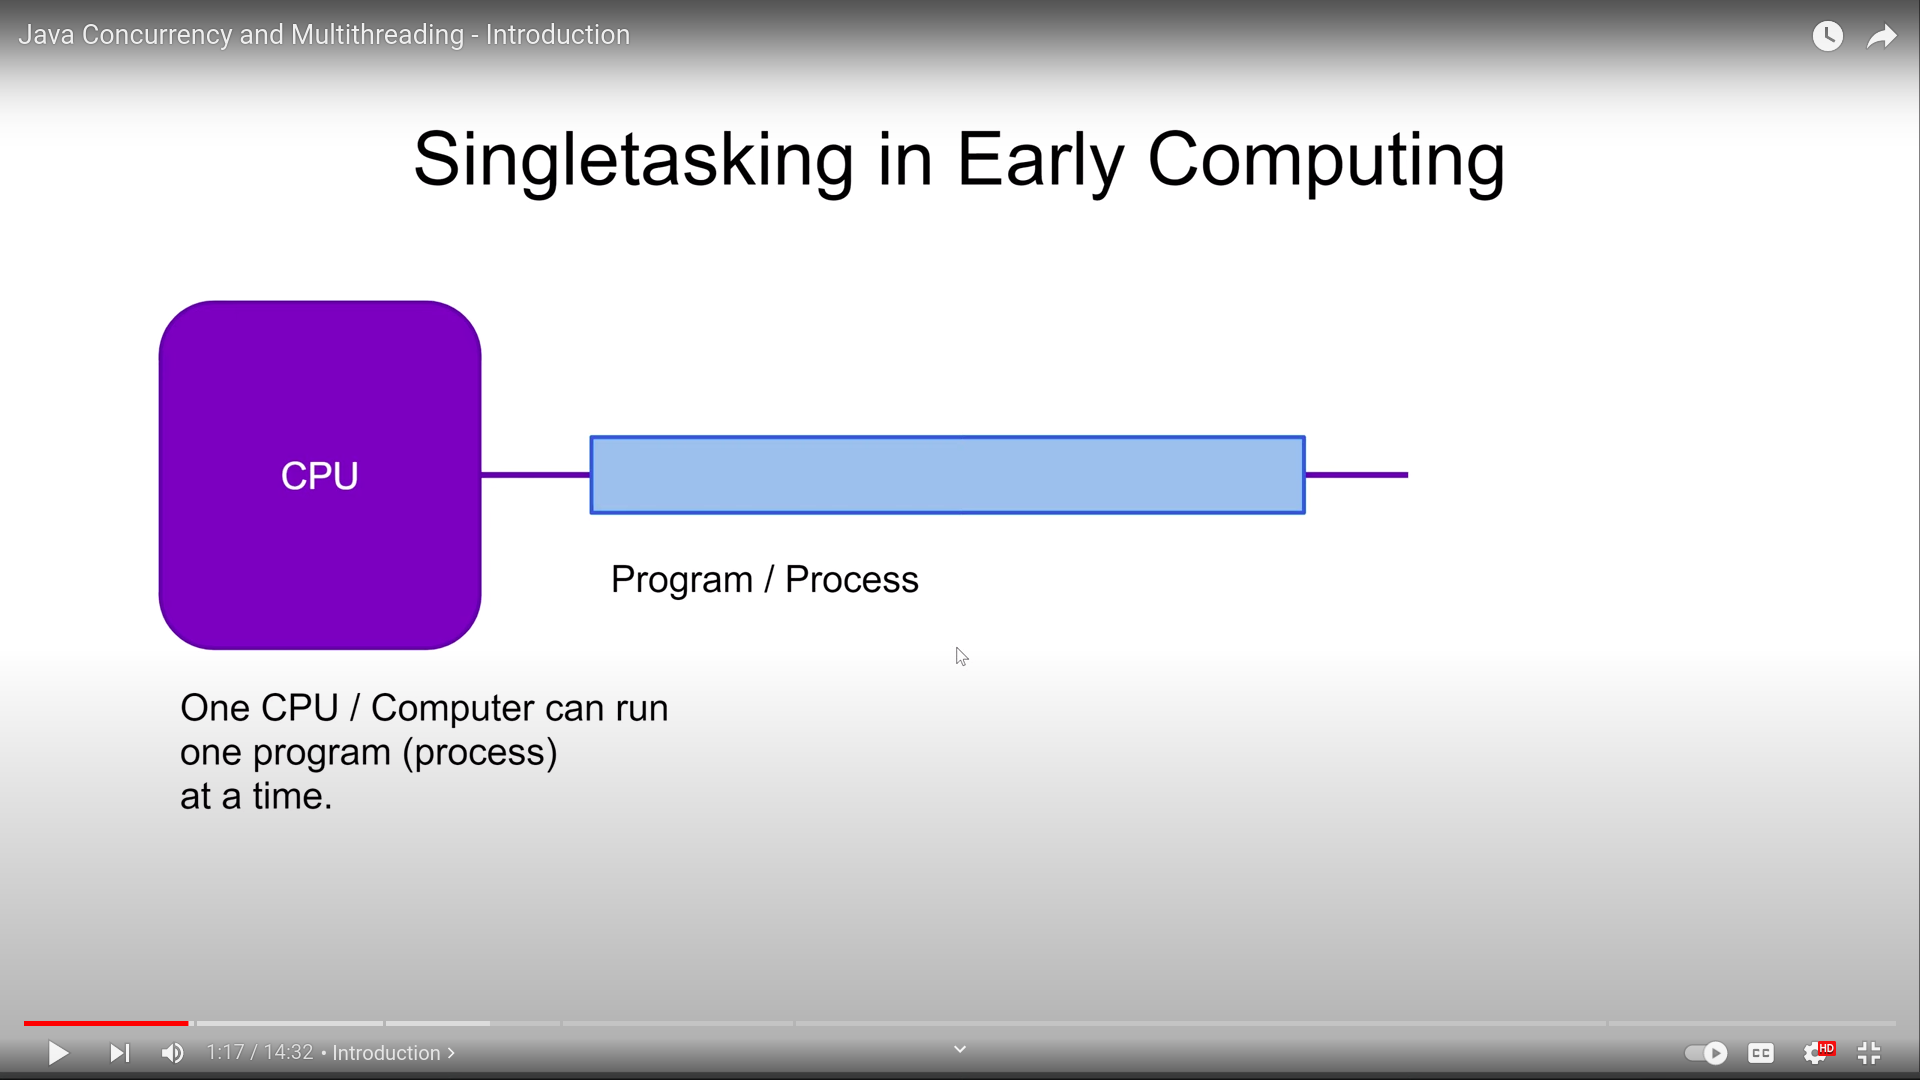 Java Concurrency and Multithreading - Introduction
Singletasking in Early Computing
CPU
Program / Process
One CPU / Computer can run
one program (process)
at a time.
1:17 / 14:32 • Introduction
CC
HD